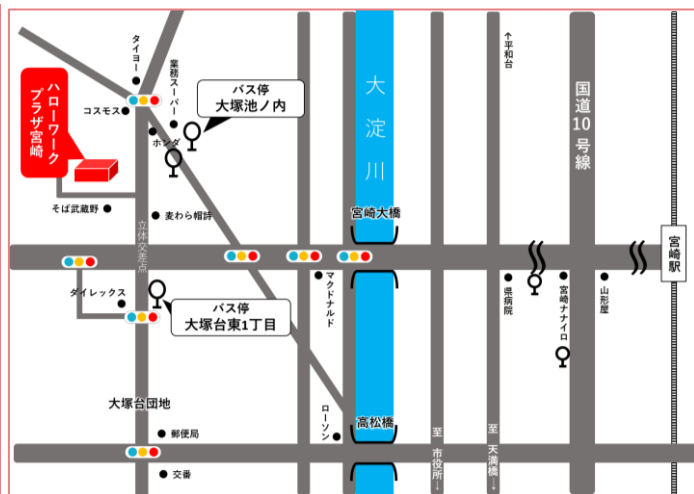 タイヨー
業務スーパー
コスモス
ホンダ
ハローワーク
プラザ宮崎
バス停
大塚池ノ内
そば武蔵野
麦わら帽詩
立体交差点
ダイレックス
バス停
大塚台東1丁目
大塚台団地
郵便局
交番
マクドナルド
ローソン
大淀川
宮崎大橋
高松橋
↑平和台
国道10号線
宮崎駅
県病院
宮崎ナナイロ
山形屋
至 市役所→
至 天満橋→